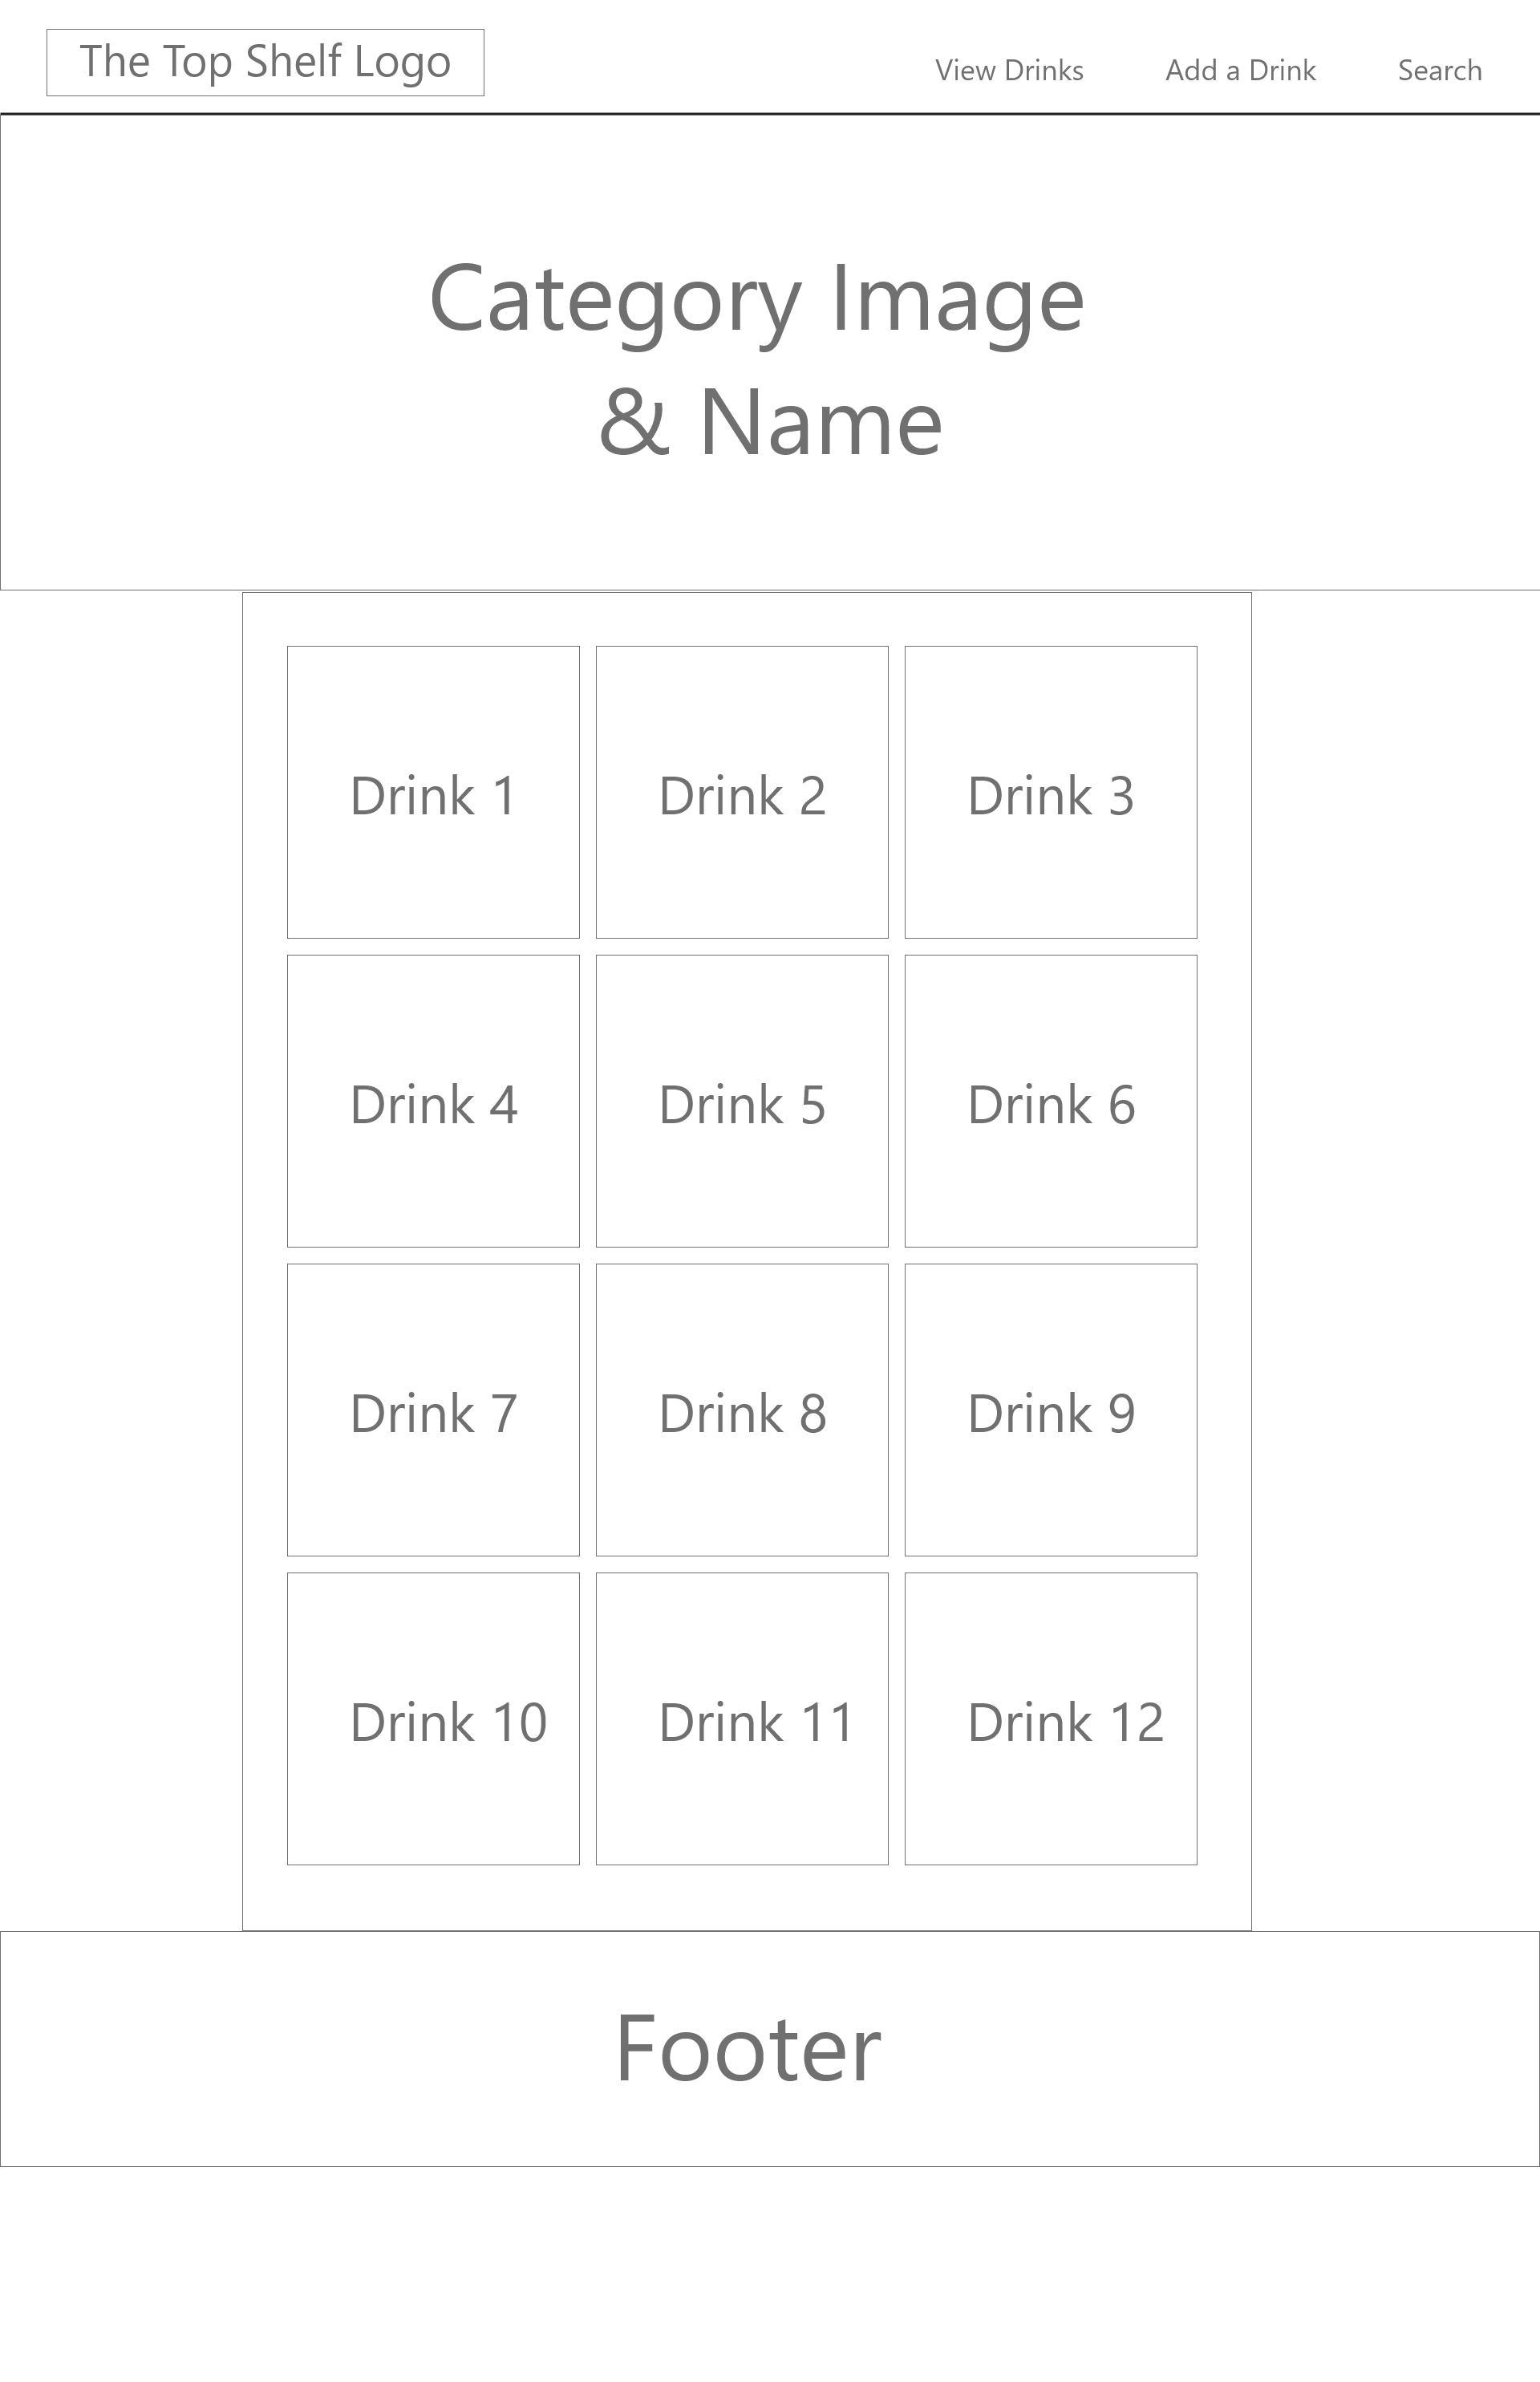 The Top Shelf Logo
View Drinks Add a Drink Search
Category Image
& Name
Drink 1 Drink 2 Drink 3
Drink 4 Drink 5 Drink 6
Drink 7 Drink 8 Drink 9
Drink 10 Drink 11 Drink 12
Footer